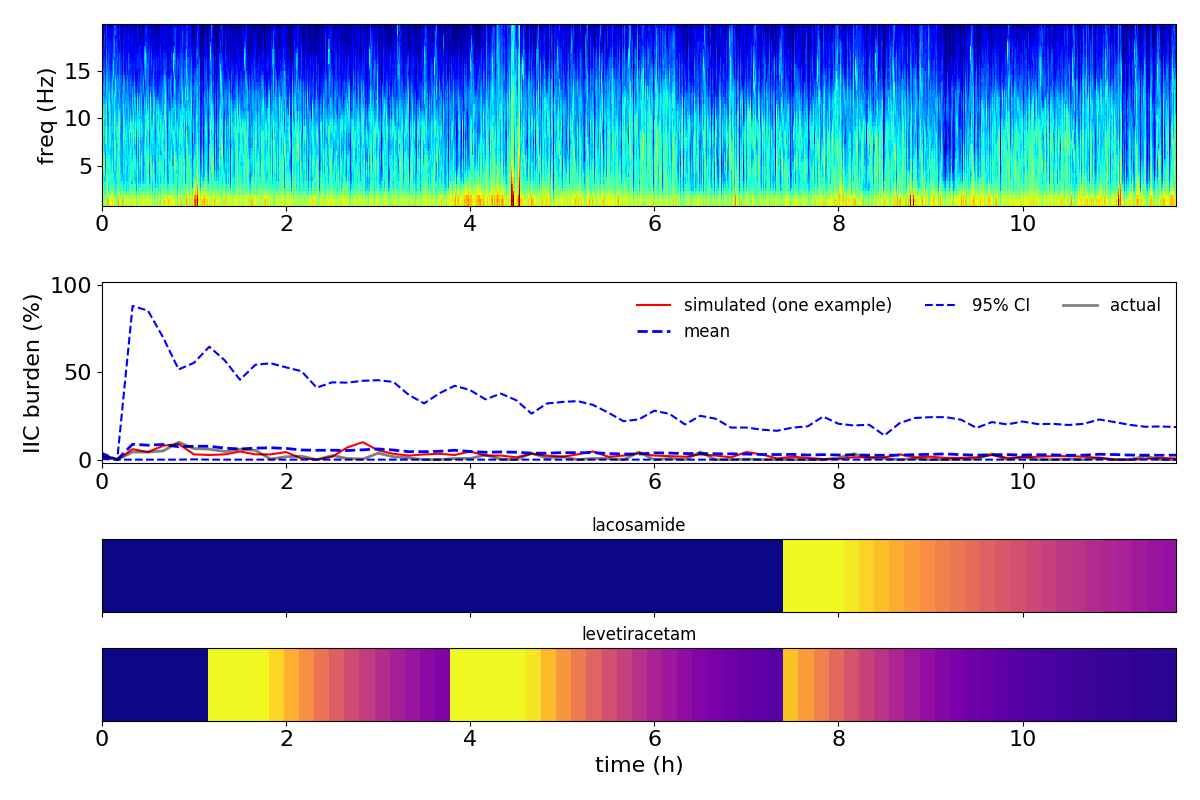 freq (Hz)
15
10
5
0 2 4 6 8 10
IIC burden (%)
100
50
0
simulated (one example) 95% CI actual
mean
0 2 4 6 8 10
lacosamide
levetiracetam
0 2 4 6 8 10
time (h)